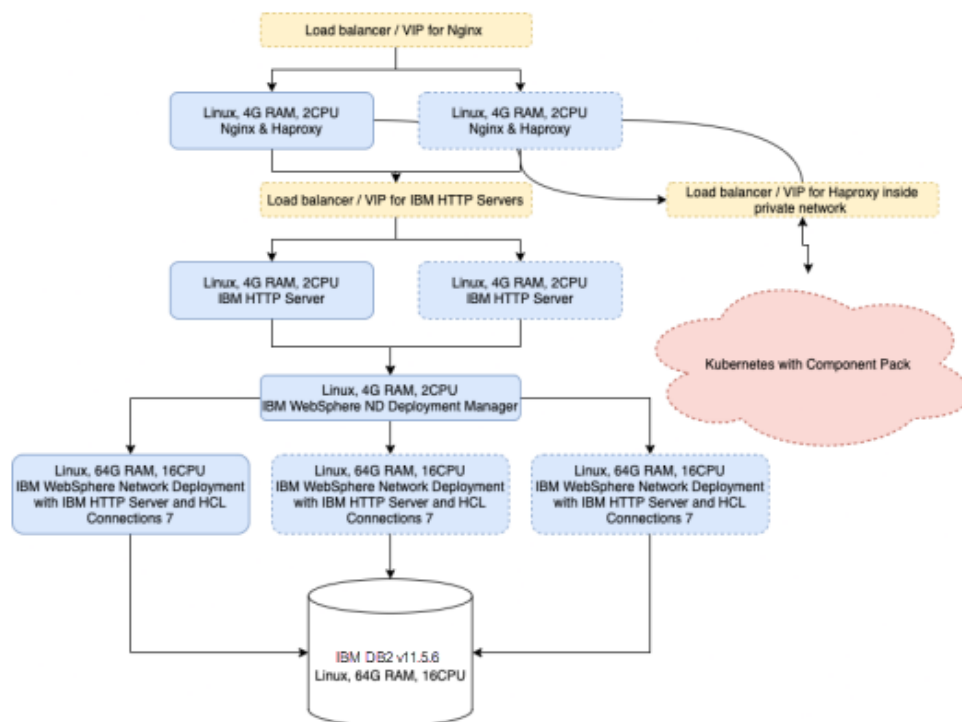 Load balancer / VIP for Nginx
Linux, 4G RAM, 2CPU
Nginx & Haproxy
Linux, 4G RAM, 2CPU
Nginx & Haproxy
Load balancer / VIP for IBM HTTP Servers
Load balancer / VIP for Haproxy inside
private network
Linux, 4G RAM, 2CPU
IBM HTTP Server
Linux, 4G RAM, 2CPU
IBM HTTP Server
Kubernetes with Component Pack
Linux, 4G RAM, 2CPU
IBM WebSphere ND Deployment Manager
Linux, 64G RAM, 16CPU
IBM WebSphere Network Deployment
with IBM HTTP Server and HCL
Connections 7
Linux, 64G RAM, 16CPU
IBM WebSphere Network Deployment
with IBM HTTP Server and HCL
Connections 7
Linux, 64G RAM, 16CPU
IBM WebSphere Network Deployment
with IBM HTTP Server and HCL
Connections 7
IBM DB2 v11.5.6
Linux, 64G RAM, 16CPU